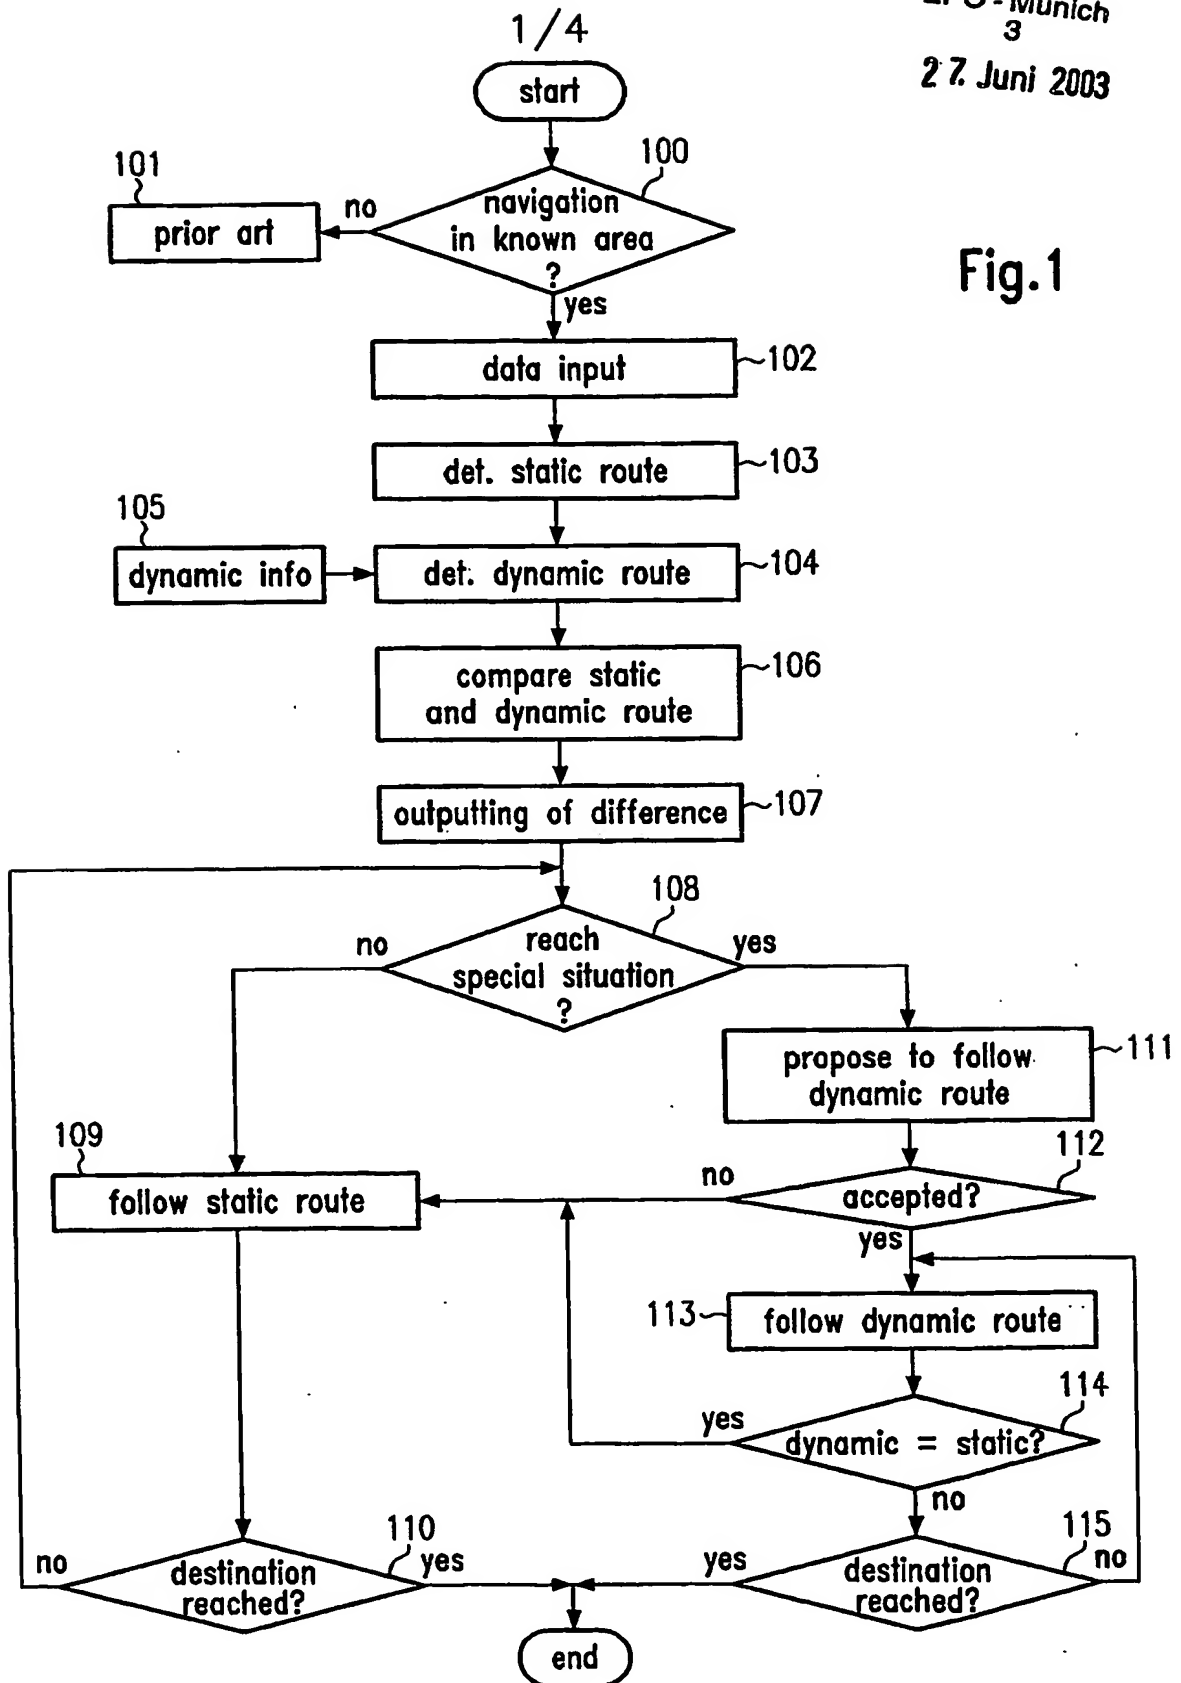 1/4
EPO - Munich
3
27. Juni 2003
start
100
101
navigation
in known area
?
no
prior art
Fig.1
yes
data input
102
det. static route
103
105
dynamic info
det. dynamic route
104
compare static
and dynamic route
106
outputting of difference
107
108
no
reach
special situation
?
yes
propose to follow
dynamic route
111
109
follow static route
112
no
accepted?
yes
113
follow dynamic route
114
yes
dynamic = static?
no
110
115
no
destination
reached?
yes
yes
destination
reached?
no
end